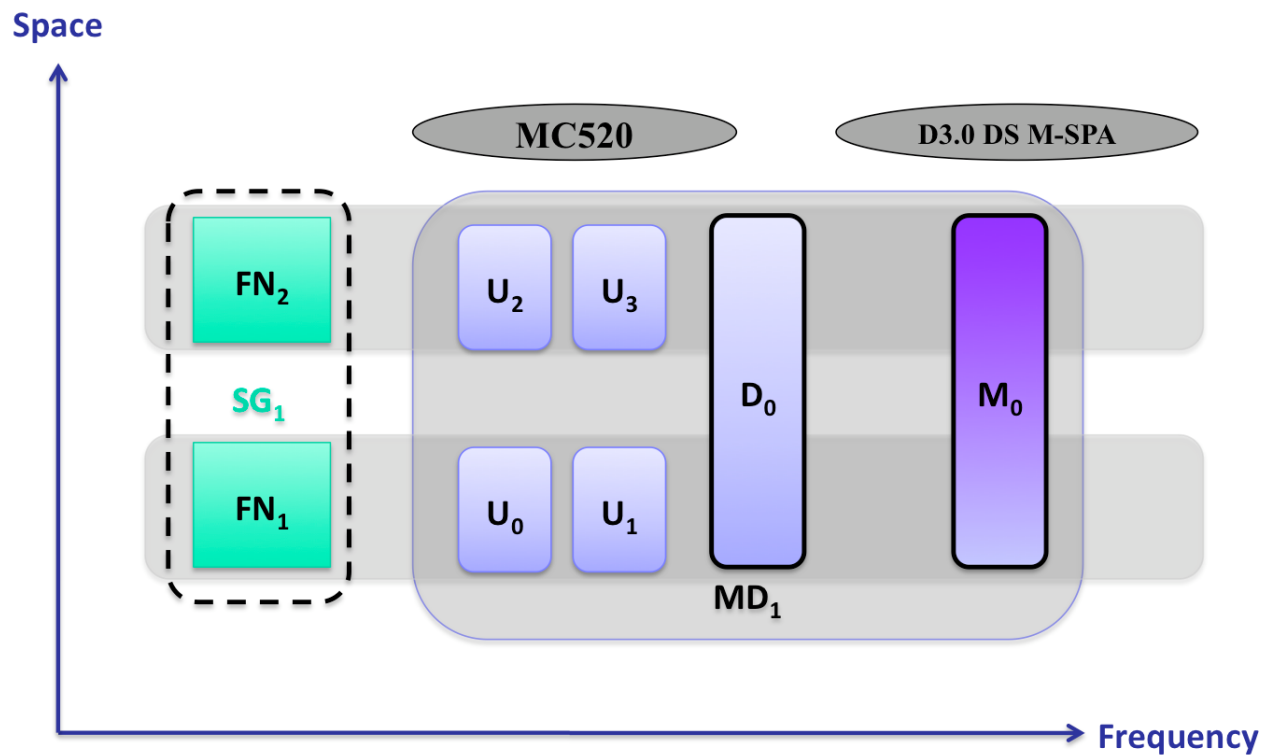 Space
MC520
D3.0 DS M-SPA
FN₂
U₂
U₃
D₀
M₀
SG₁
FN₁
U₀
U₁
MD₁
Frequency